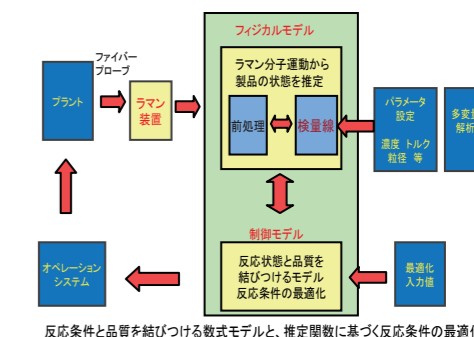 フィジカルモデル
ファイバー
プローブ
プラント
ラマン
装置
ラマン分子運動から
製品の状態を推定
前処理
検量線
パラメータ
設定
濃度 トルク
粒径 等
多変量
解析
制御モデル
反応状態と品質を
結びつけるモデル
反応条件の最適化
オペレーション
システム
最適化
入力値
反応条件と品質を結びつける数式モデルと、推定関数に基づく反応条件の最適化